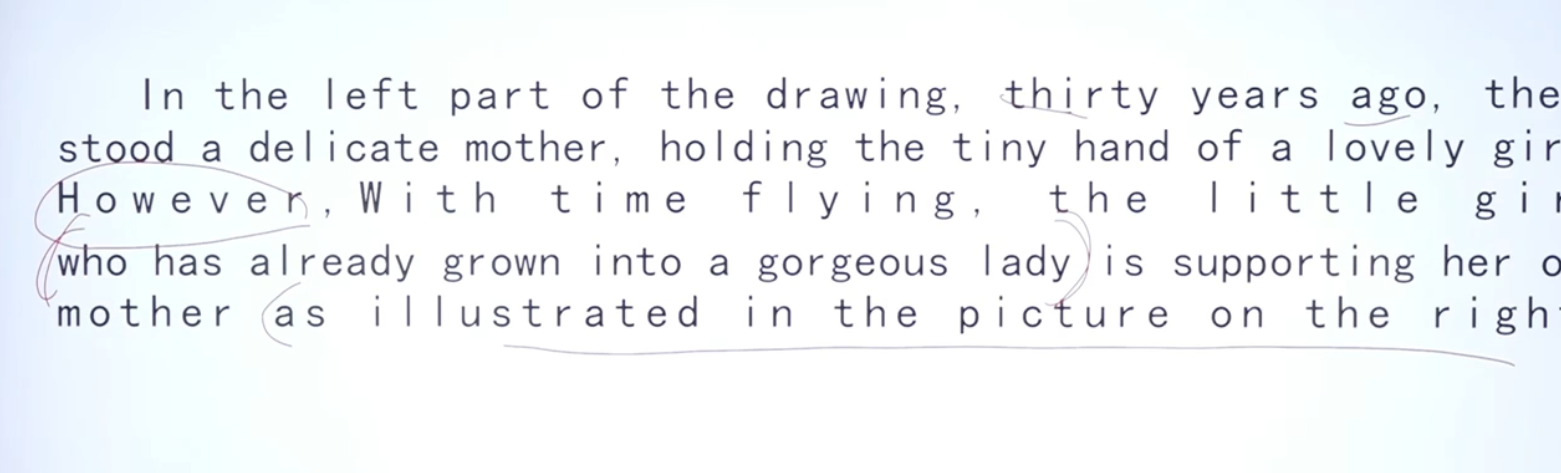 In the left part of the drawing, thirty years ago, the
stood a delicate mother, holding the tiny hand of a lovely
However, With time flying, the little
who has already grown into a gorgeous lady is supporting her
mother as illustrated in the picture on the